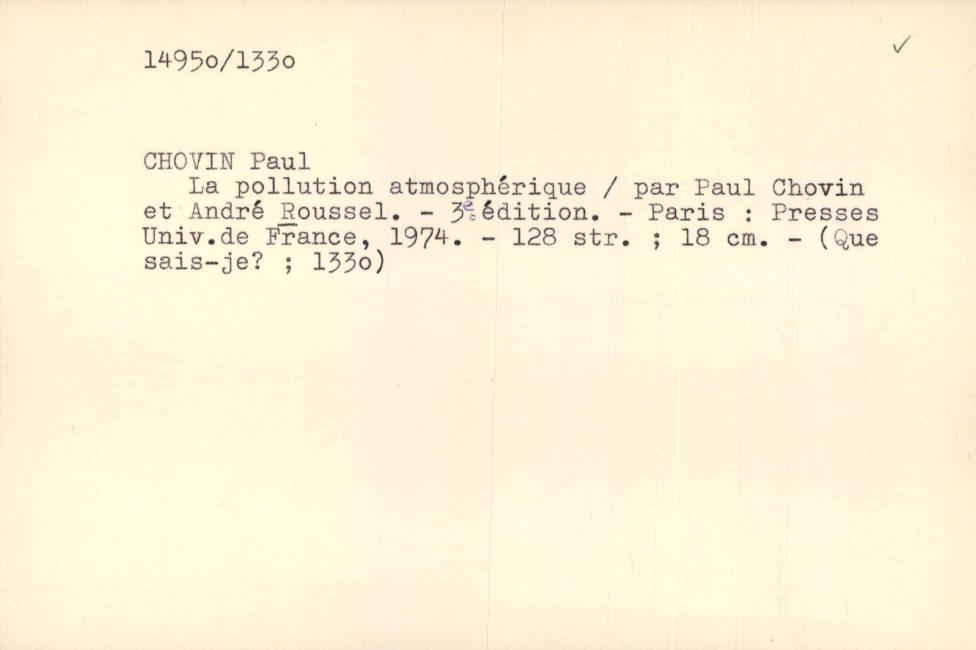 14950/1330
CHOVIN Paul
La pollution atmosphérique / par Paul Chovin
et André Roussel. - 3e édition. - Paris : Presses
Univ.de France, 1974. - 128 str. ; 18 cm. - (Que
sais-je? ; 1330)